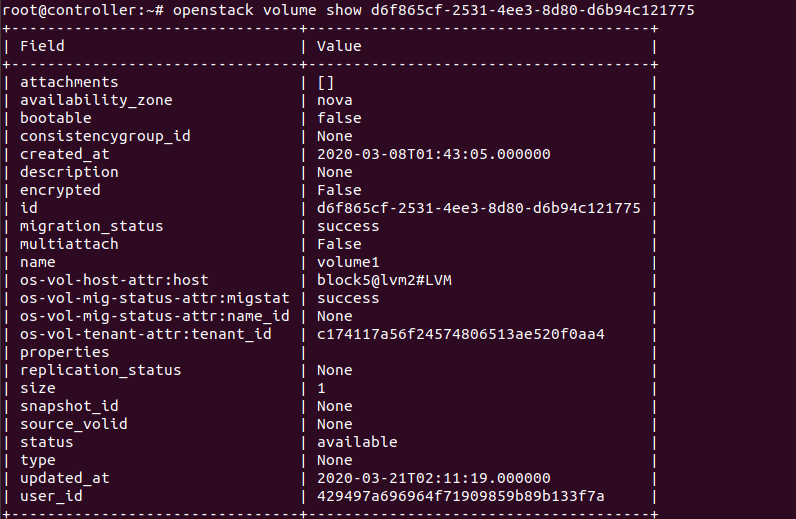 root@controller:~# openstack volume show d6f865cf-2531-4ee3-8d80-d6b94c121775
+--------------------------------+--------------------------------------+
| Field                          | Value                                |
+--------------------------------+--------------------------------------+
| attachments                    | []                                   |
| availability_zone              | nova                                 |
| bootable                       | false                                |
| consistencygroup_id            | None                                 |
| created_at                     | 2020-03-08T01:43:05.000000           |
| description                    | None                                 |
| encrypted                      | False                                |
| id                             | d6f865cf-2531-4ee3-8d80-d6b94c121775 |
| migration_status               | success                              |
| multiattach                    | False                                |
| name                           | volume1                              |
| os-vol-host-attr:host          | block5@lvm2#LVM                      |
| os-vol-mig-status-attr:migstat | success                              |
| os-vol-mig-status-attr:name_id | None                                 |
| os-vol-tenant-attr:tenant_id   | c174117a56f24574806513ae520f0aa4     |
| properties                     |                                      |
| replication_status             | None                                 |
| size                           | 1                                    |
| snapshot_id                    | None                                 |
| source_volid                   | None                                 |
| status                         | available                            |
| type                           | None                                 |
| updated_at                     | 2020-03-21T02:11:19.000000           |
| user_id                        | 429497a696964f71909859b89b133f7a     |
+--------------------------------+--------------------------------------+